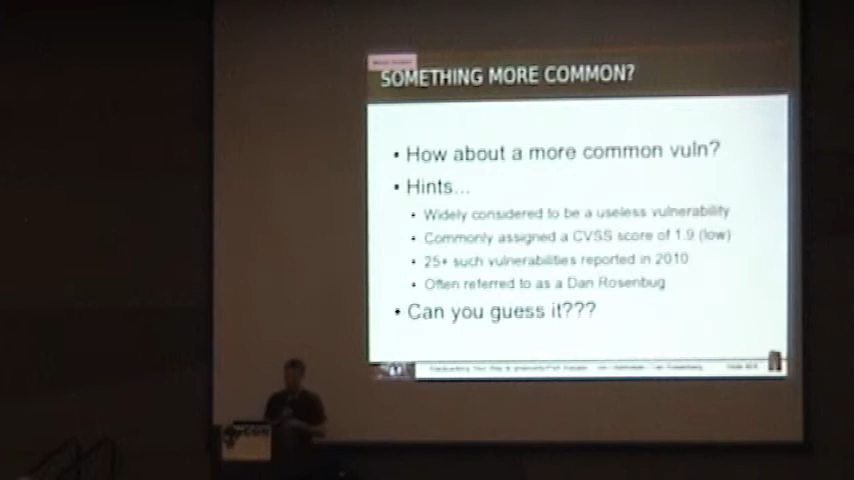 SOMETHING MORE COMMON?
• How about a more common vuln?
• Hints...
• Widely considered to be a useless vulnerability
• Commonly assigned a CVSS score of 1.9 (low)
• 25+ such vulnerabilities reported in 2010
• Often referred to as a Dan Rosenbug
• Can you guess it???